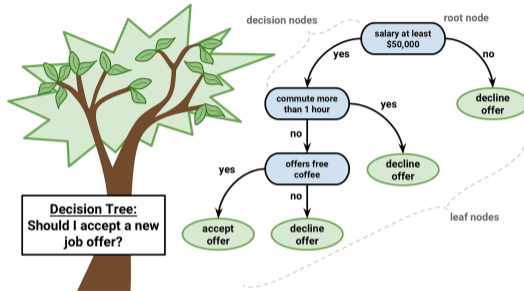 decision nodes
root node
salary at least
$50,000
yes
no
commute more
than 1 hour
decline
offer
yes
no
offers free
coffee
decline
offer
yes
no
Decision Tree:
Should I accept a new
job offer?
accept
offer
decline
offer
leaf nodes